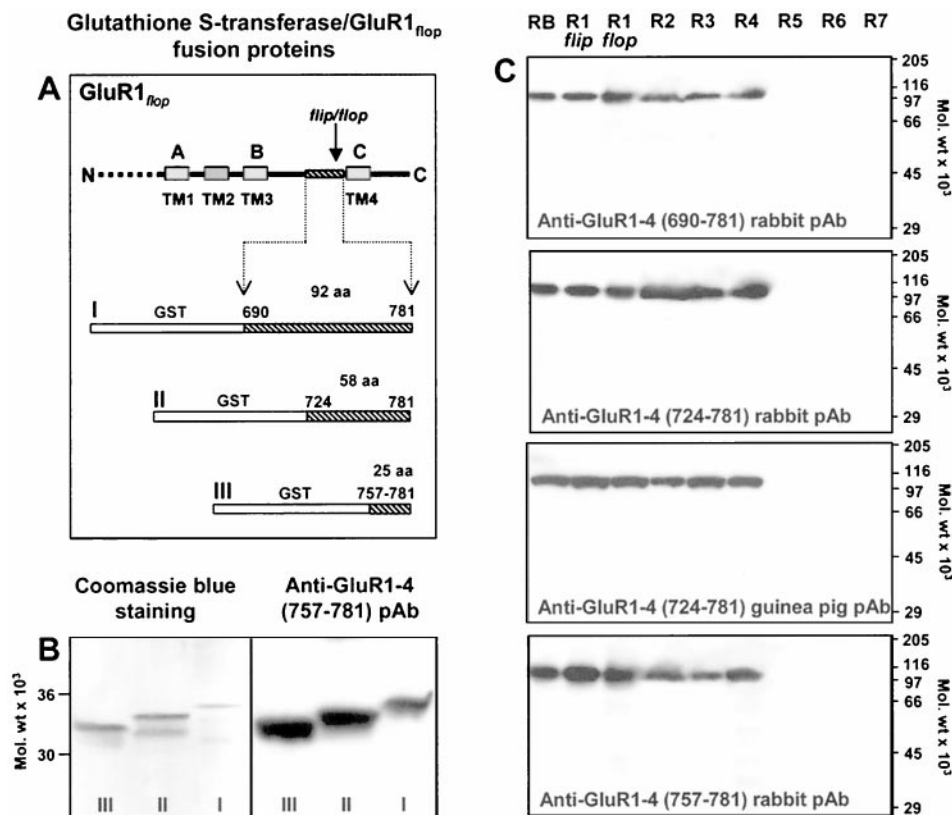 Glutathione S-transferase/GluR1flop
fusion proteins
A
GluR1flop
flip/flop
A B C
N C
TM1 TM2 TM3 TM4
92 aa
I GST 690 781
58 aa
II GST 724 781
25 aa
III GST 757-781
Coomassie blue
staining
Anti-GluR1-4
(757-781) pAb
B
Mol. wt x 10³
36
30
III II I III II I
C
RB R1 R1 R2 R3 R4 R5 R6 R7
flip flop
205
116
97
66
45
29
Mol. wt x 10³
Anti-GluR1-4 (690-781) rabbit pAb
205
116
97
66
45
29
Mol. wt x 10³
Anti-GluR1-4 (724-781) rabbit pAb
205
116
97
66
45
29
Mol. wt x 10³
Anti-GluR1-4 (724-781) guinea pig pAb
205
116
97
66
45
29
Mol. wt x 10³
Anti-GluR1-4 (757-781) rabbit pAb